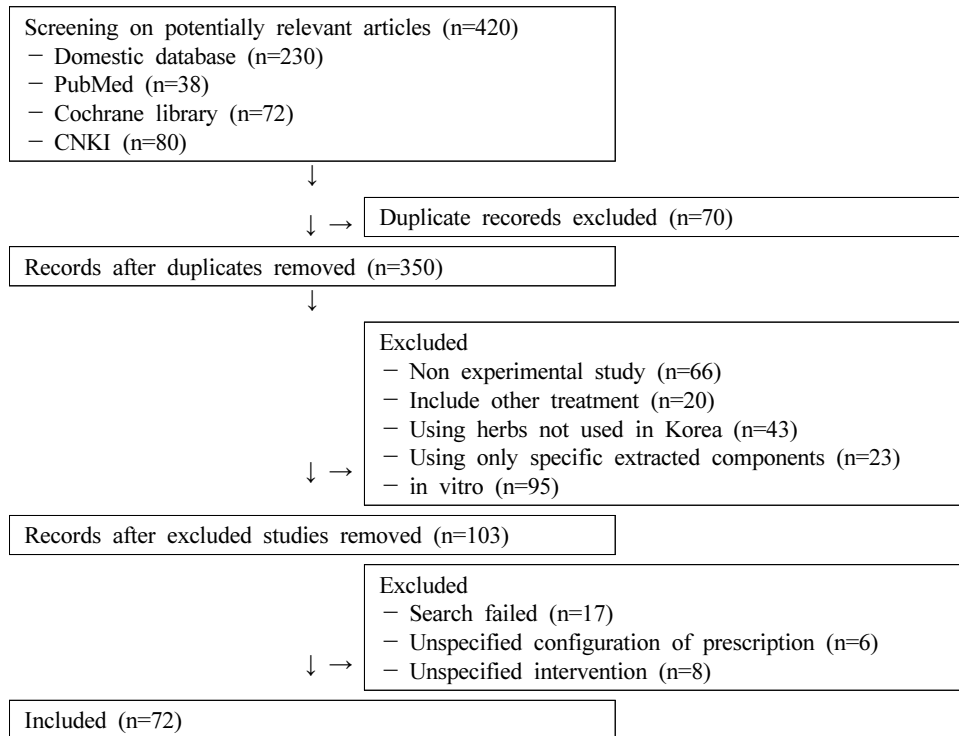 Screening on potentially relevant articles (n=420)
− Domestic database (n=230)
− PubMed (n=38)
− Cochrane library (n=72)
− CNKI (n=80)
↓
↓ →
Duplicate recoreds excluded (n=70)
Records after duplicates removed (n=350)
↓
Excluded
− Non experimental study (n=66)
− Include other treatment (n=20)
− Using herbs not used in Korea (n=43)
− Using only specific extracted components (n=23)
− in vitro (n=95)
↓ →
Records after excluded studies removed (n=103)
↓
Excluded
− Search failed (n=17)
− Unspecified configuration of prescription (n=6)
− Unspecified intervention (n=8)
↓ →
Included (n=72)